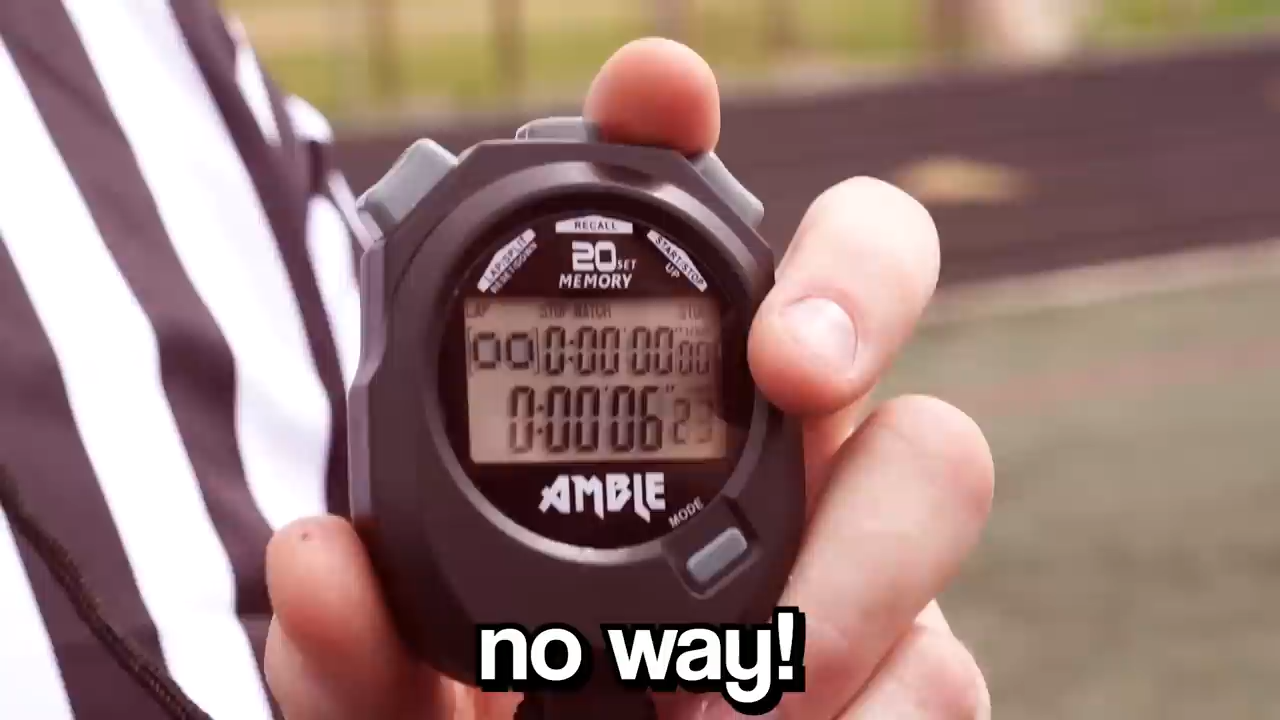 RECALL
LAP/SPLIT
RESET/DOWN
START/STOP
UP
20 SET
MEMORY
LAP STOP WATCH
0:00'00"00
0:00'06"23
AMBLE
MODE
no way!